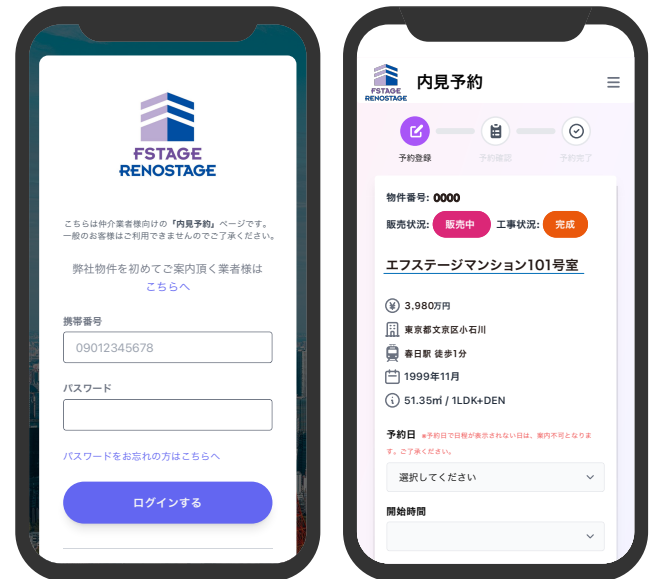 FSTAGE
RENOSTAGE
こちらは仲介業者様向けの「内見予約」ページです。
一般のお客様はご利用できませんのでご了承ください。
弊社物件を初めてご案内頂く業者様は
こちらへ
携帯番号
09012345678
パスワード
パスワードをお忘れの方はこちらへ
ログインする
FSTAGE
RENOSTAGE
内見予約
予約登録
予約確認
予約完了
物件番号: 0000
販売状況: 販売中 工事状況: 完成
エフステージマンション101号室
3,980万円
東京都文京区小石川
春日駅 徒歩1分
1999年11月
51.35㎡ / 1LDK+DEN
予約日 ※予約日で日程が表示されない日は、案内不可となりま
す。ご了承ください。
選択してください
開始時間